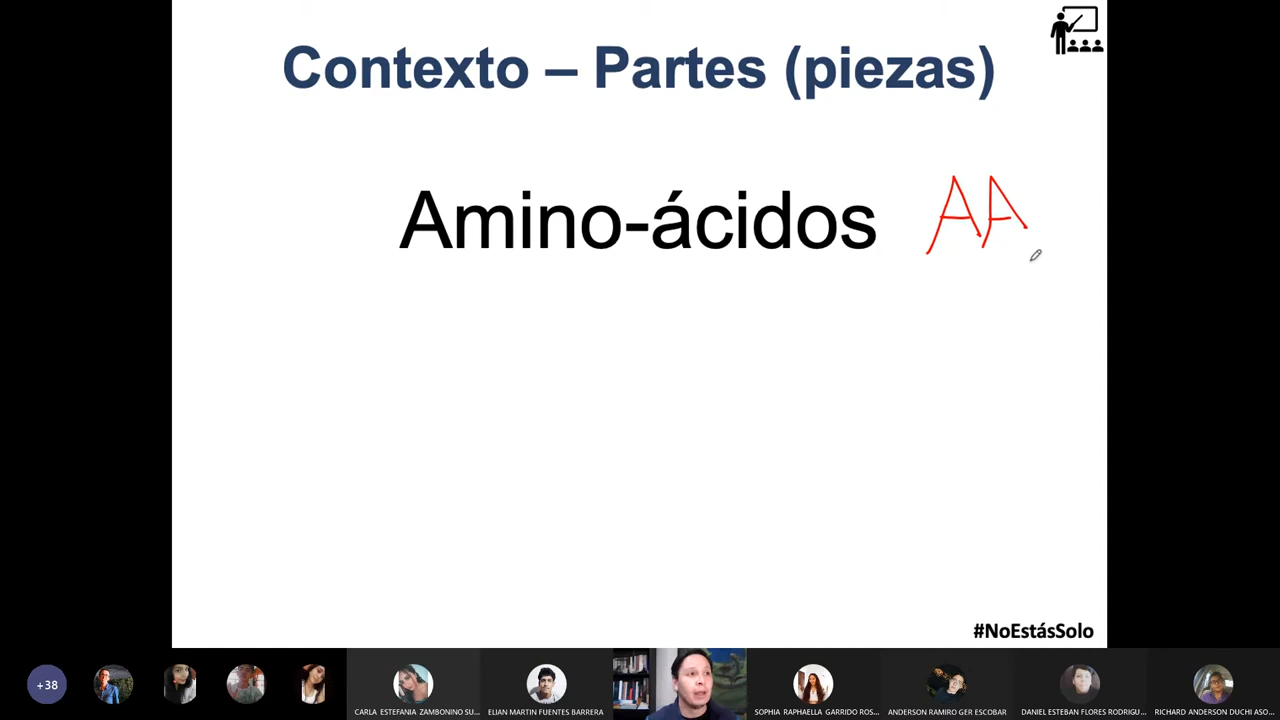 Contexto – Partes (piezas)
Amino-ácidos AA
#NoEstásSolo
+38
CARLA ESTEFANIA ZAMBONINO SU...
ELIAN MARTIN FUENTES BARRERA
SOPHIA RAPHAELLA GARRIDO ROS...
ANDERSON RAMIRO GER ESCOBAR
DANIEL ESTEBAN FLORES RODRIGU...
RICHARD ANDERSON DUCHI ASO...